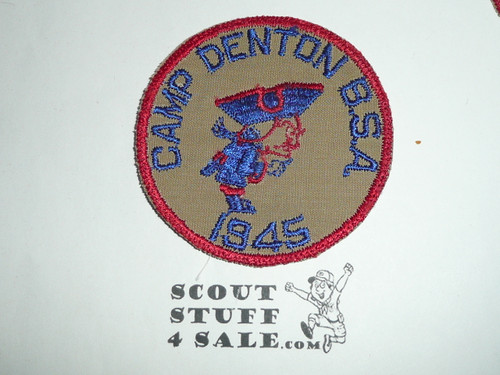 CAMP DENTON B.S.A
1945
SCOUT
STUFF
4 SALE.COM